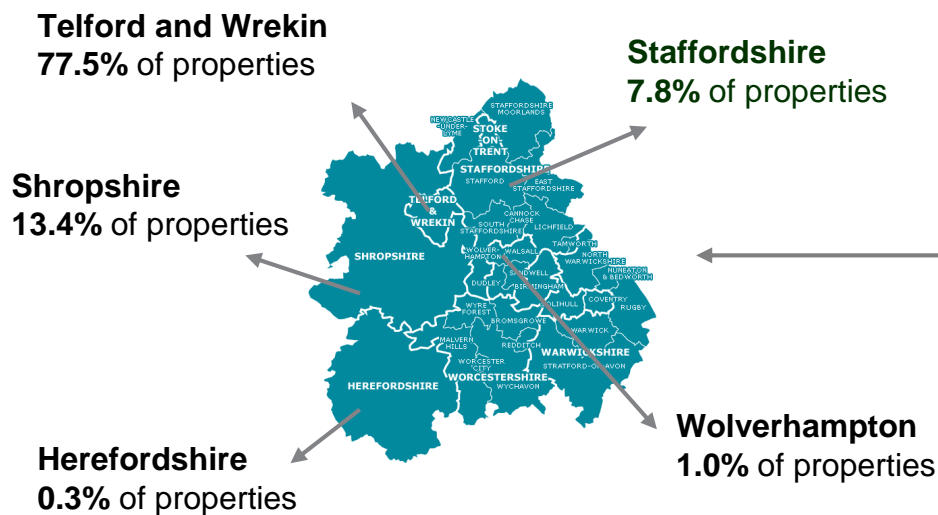 Telford and Wrekin
77.5% of properties
Staffordshire
7.8% of properties
Shropshire
13.4% of properties
STAFFORDSHIRE
MOORLANDS
NEWCASTLE
-UNDER-
LYME
STOKE
-ON-
TRENT
STAFFORDSHIRE
STAFFORD
EAST
STAFFORDSHIRE
TELFORD
&
WREKIN
CANNOCK
CHASE
SOUTH
STAFFORDSHIRE
LICHFIELD
TAMWORTH
WOLVER-
HAMPTON
WALSALL
NORTH
WARWICKSHIRE
SHROPSHIRE
SANDWELL
NUNEATON
& BEDWORTH
DUDLEY
BIRMINGHAM
SOLIHULL
COVENTRY
RUGBY
WYRE
FOREST
BROMSGROVE
MALVERN
HILLS
REDDITCH
WARWICK
WARWICKSHIRE
WORCESTER
CITY
STRATFORD-ON-AVON
HEREFORDSHIRE
WORCESTERSHIRE
WYCHAVON
Wolverhampton
1.0% of properties
Herefordshire
0.3% of properties